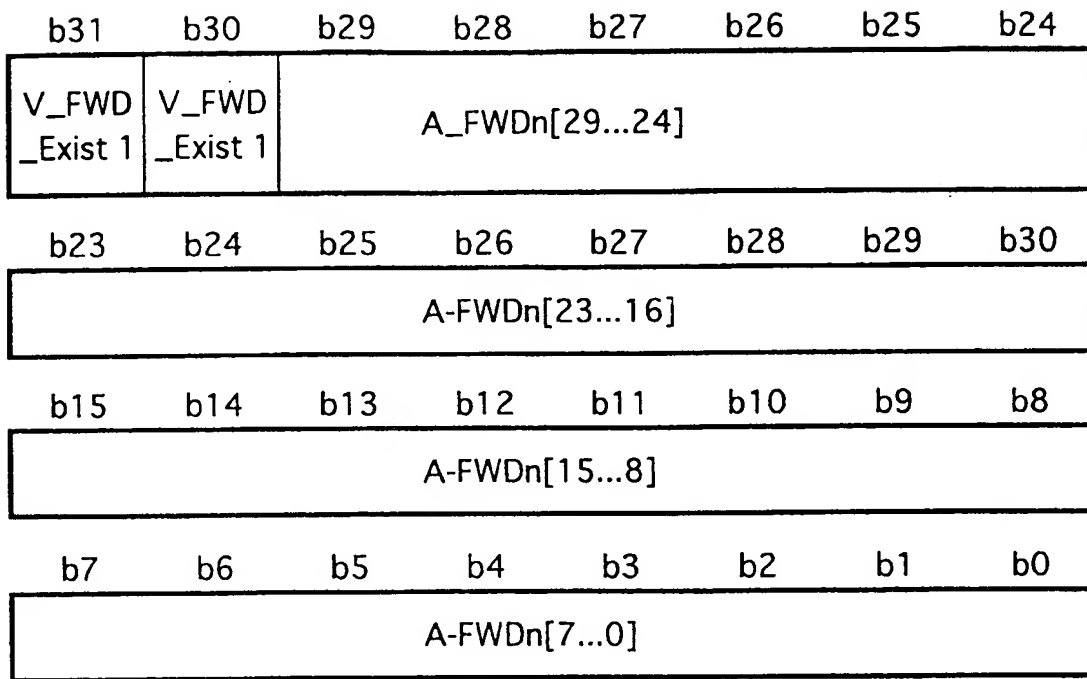 b31 b30 b29 b28 b27 b26 b25 b24
V_FWD V_FWD A_FWDn[29...24]
_Exist 1 _Exist 1
b23 b24 b25 b26 b27 b28 b29 b30
A-FWDn[23...16]
b15 b14 b13 b12 b11 b10 b9 b8
A-FWDn[15...8]
b7 b6 b5 b4 b3 b2 b1 b0
A-FWDn[7...0]